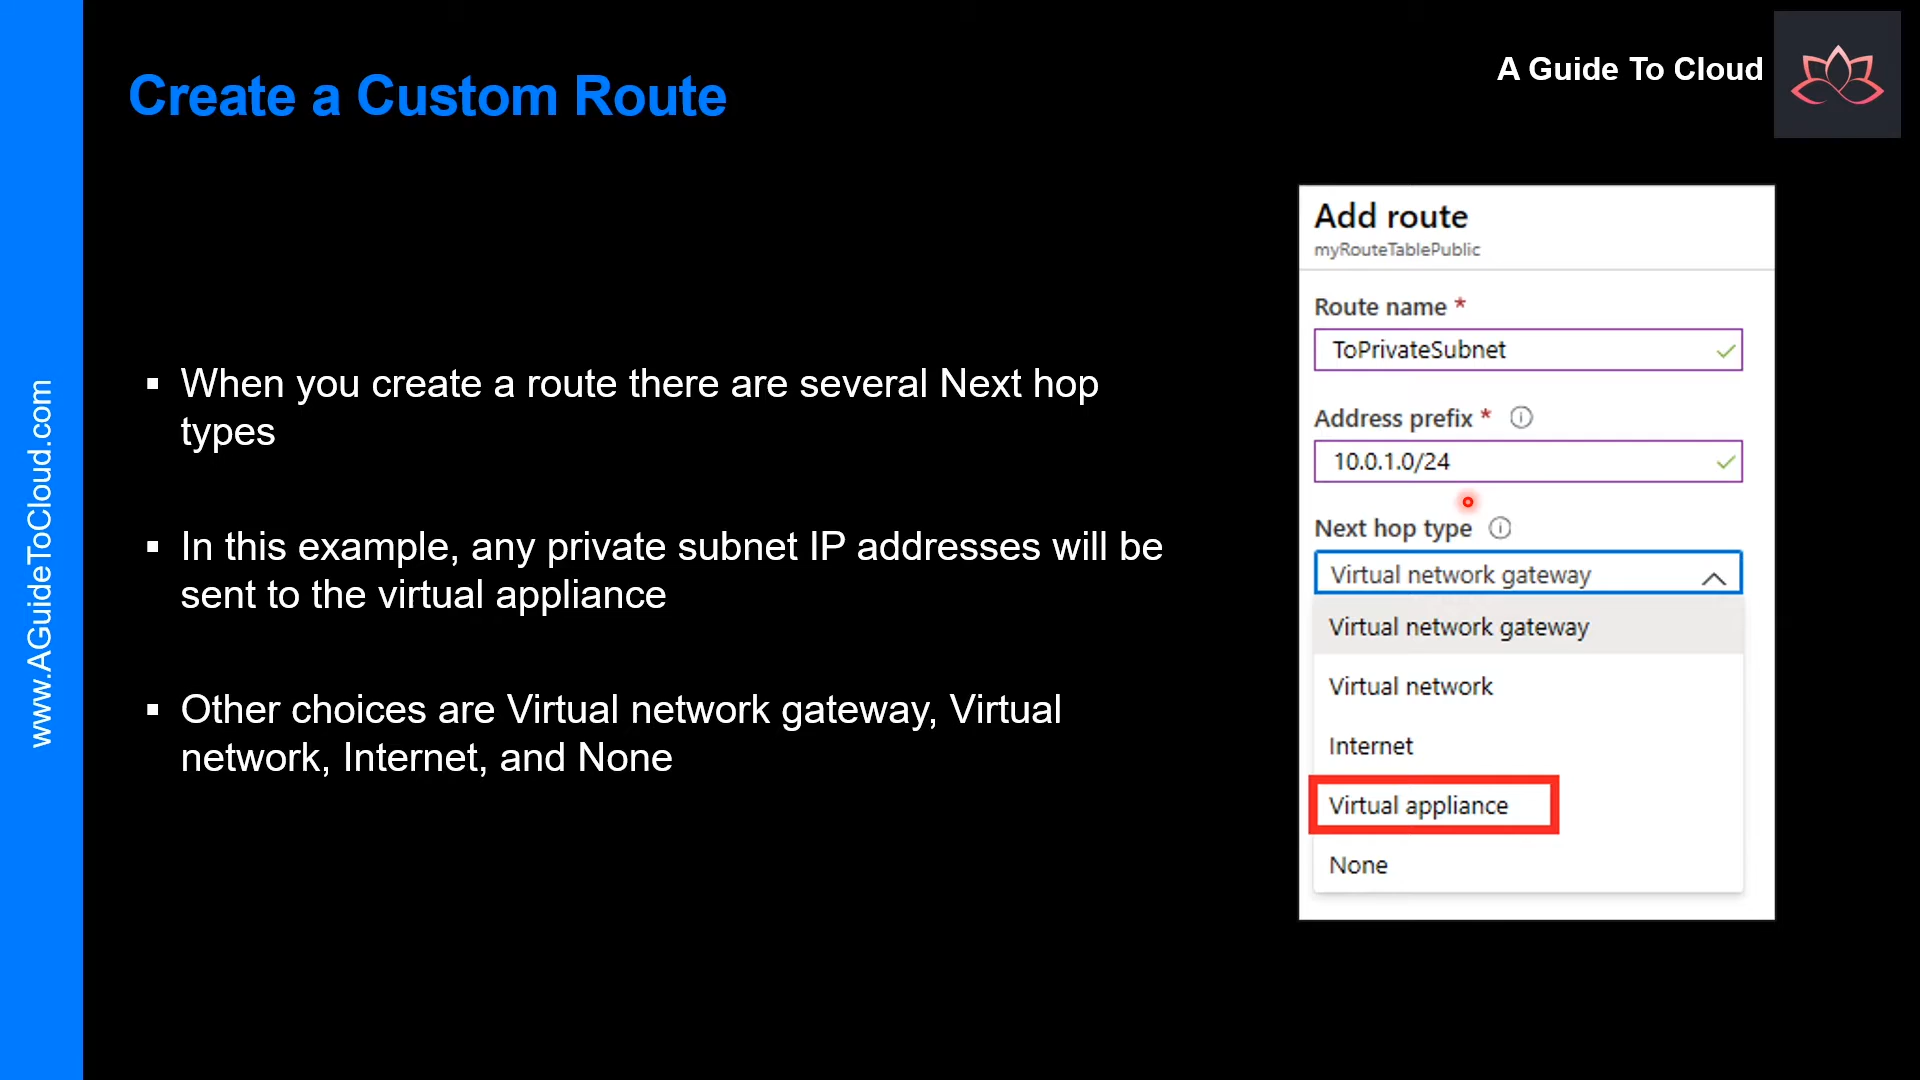 Create a Custom Route
A Guide To Cloud
www.AGuideToCloud.com
▪ When you create a route there are several Next hop
types
▪ In this example, any private subnet IP addresses will be
sent to the virtual appliance
▪ Other choices are Virtual network gateway, Virtual
network, Internet, and None
Add route
myRouteTablePublic
Route name *
ToPrivateSubnet
Address prefix *
10.0.1.0/24
Next hop type
Virtual network gateway
Virtual network gateway
Virtual network
Internet
Virtual appliance
None